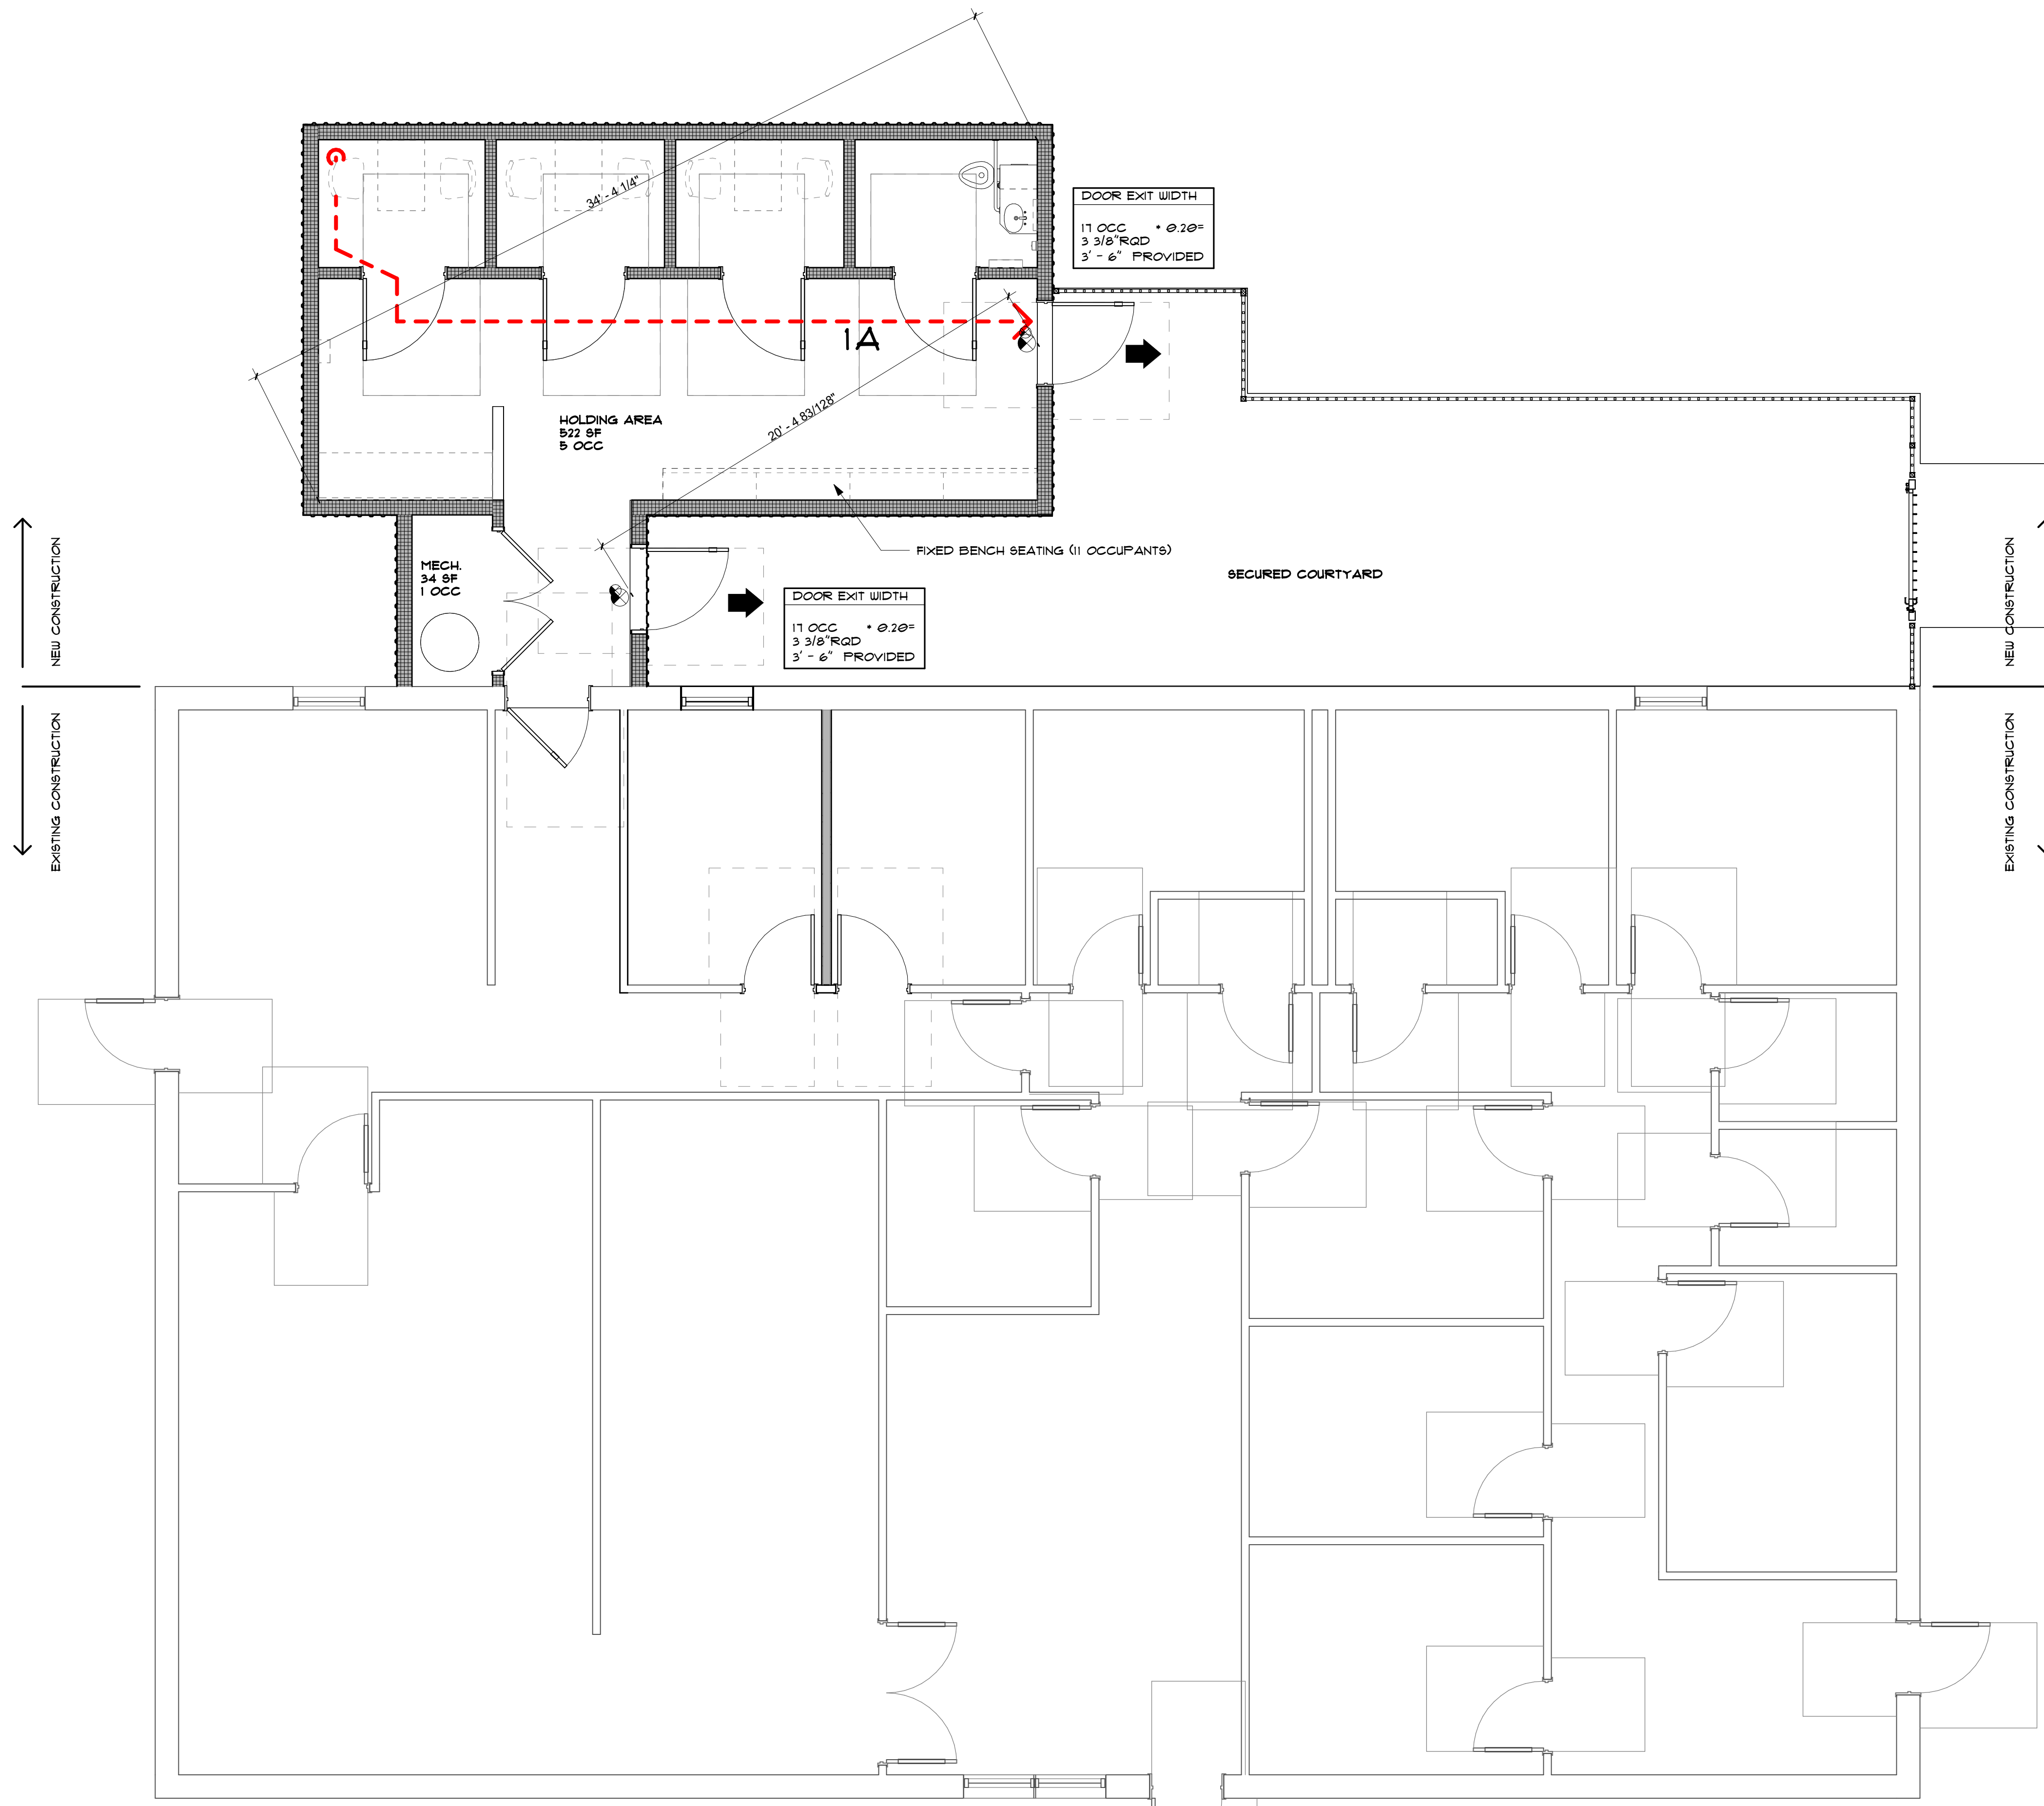 34' - 4 1/4"
DOOR EXIT WIDTH
17 OCC * 0.20=
3 3/8"RQD
3' - 6" PROVIDED
1A
HOLDING AREA
522 SF
5 OCC
20' - 4 83/128"
FIXED BENCH SEATING (11 OCCUPANTS)
MECH.
34 SF
1 OCC
SECURED COURTYARD
DOOR EXIT WIDTH
17 OCC * 0.20=
3 3/8"RQD
3' - 6" PROVIDED
NEW CONSTRUCTION
EXISTING CONSTRUCTION
NEW CONSTRUCTION
EXISTING CONSTRUCTION